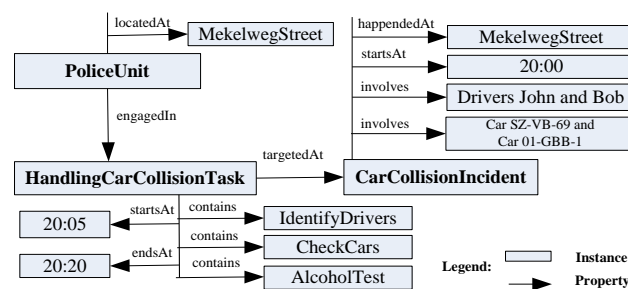 locatedAt
MekelwegStreet
PoliceUnit
engagedIn
happendedAt
MekelwegStreet
startsAt
20:00
involves
Drivers John and Bob
involves
Car SZ-VB-69 and
Car 01-GBB-1
HandlingCarCollisionTask
targetedAt
CarCollisionIncident
startsAt
20:05
endsAt
20:20
contains
IdentifyDrivers
contains
CheckCars
contains
AlcoholTest
Legend:
Instance
Property